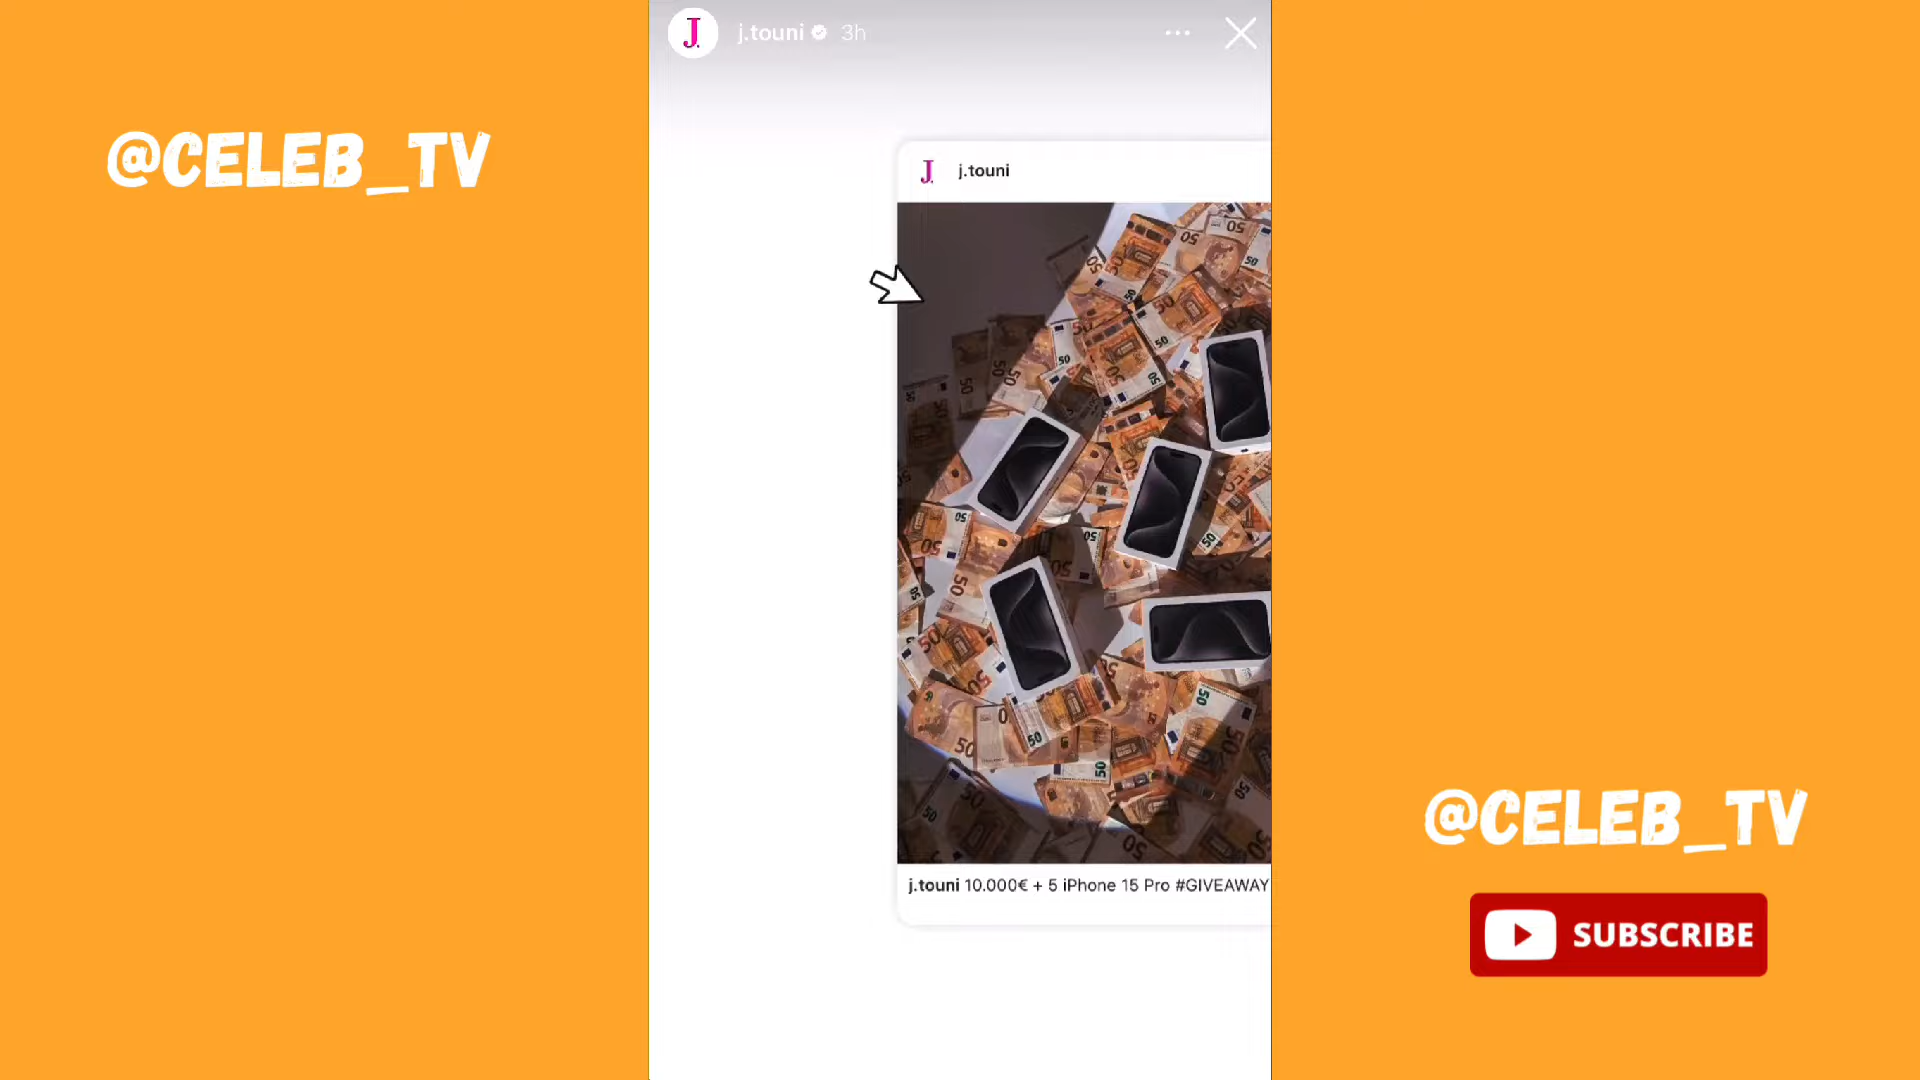 J.
j.touni
3h
@CELEB_TV
J.
j.touni
j.touni 10.000€ + 5 iPhone 15 Pro #GIVEAWAY
@CELEB_TV
SUBSCRIBE